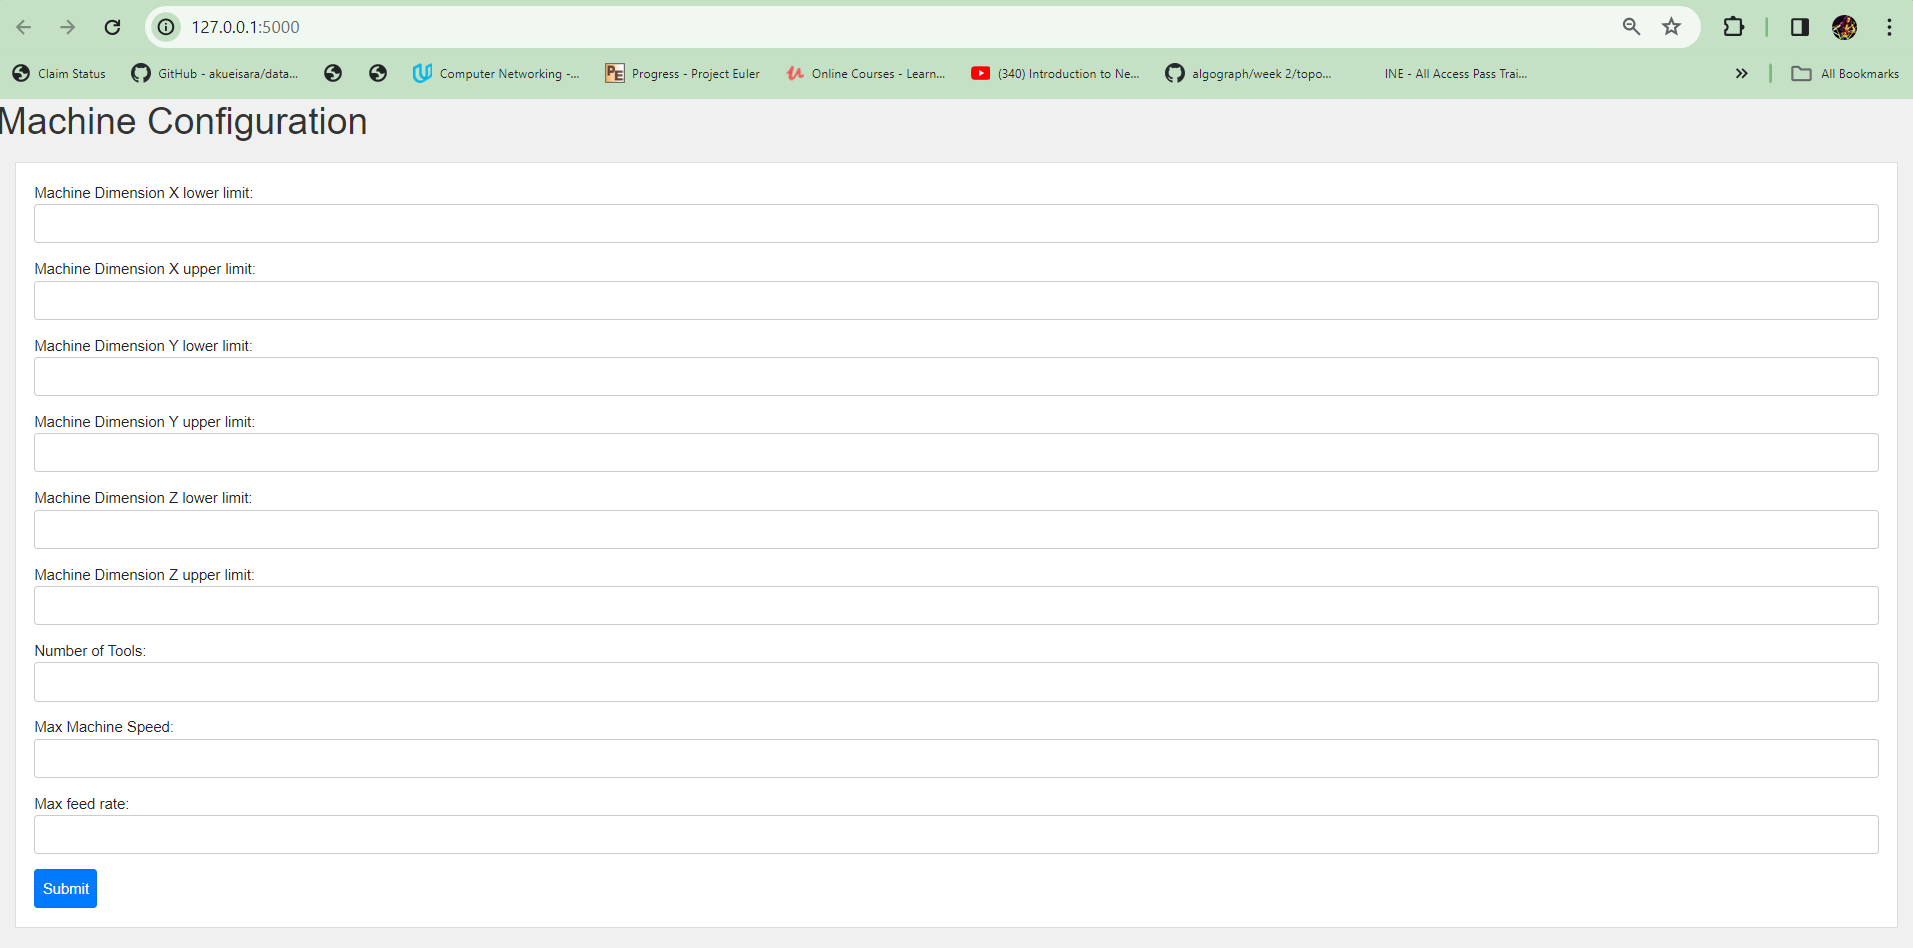 127.0.0.1:5000
Claim Status GitHub - akueisara/data... Computer Networking -... PE Progress - Project Euler Online Courses - Learn... (340) Introduction to Ne... algograph/week 2/topo... INE - All Access Pass Trai... All Bookmarks
Machine Configuration
Machine Dimension X lower limit:
Machine Dimension X upper limit:
Machine Dimension Y lower limit:
Machine Dimension Y upper limit:
Machine Dimension Z lower limit:
Machine Dimension Z upper limit:
Number of Tools:
Max Machine Speed:
Max feed rate:
Submit